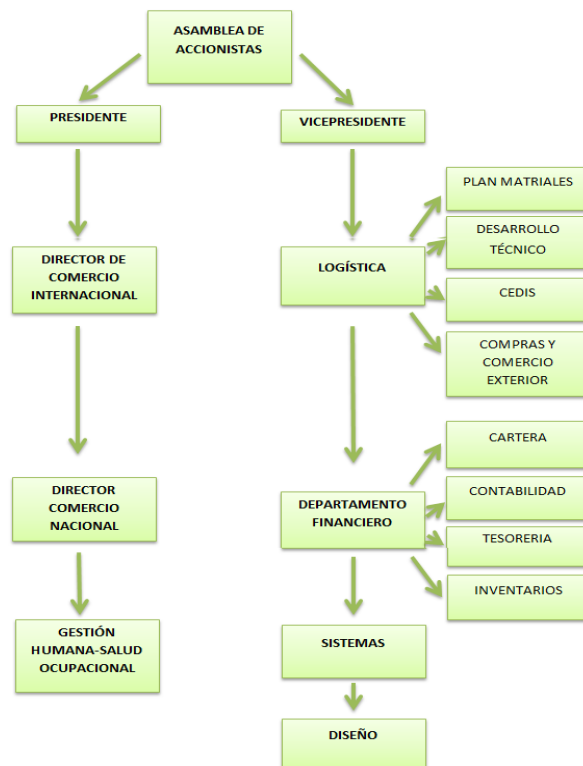 ASAMBLEA DE
ACCIONISTAS
PRESIDENTE
VICEPRESIDENTE
PLAN MATRIALES
DESARROLLO
TÉCNICO
DIRECTOR DE
COMERCIO
INTERNACIONAL
LOGÍSTICA
CEDIS
COMPRAS Y
COMERCIO
EXTERIOR
CARTERA
DIRECTOR
COMERCIO
NACIONAL
DEPARTAMENTO
FINANCIERO
CONTABILIDAD
TESORERIA
INVENTARIOS
GESTIÓN
HUMANA-SALUD
OCUPACIONAL
SISTEMAS
DISEÑO